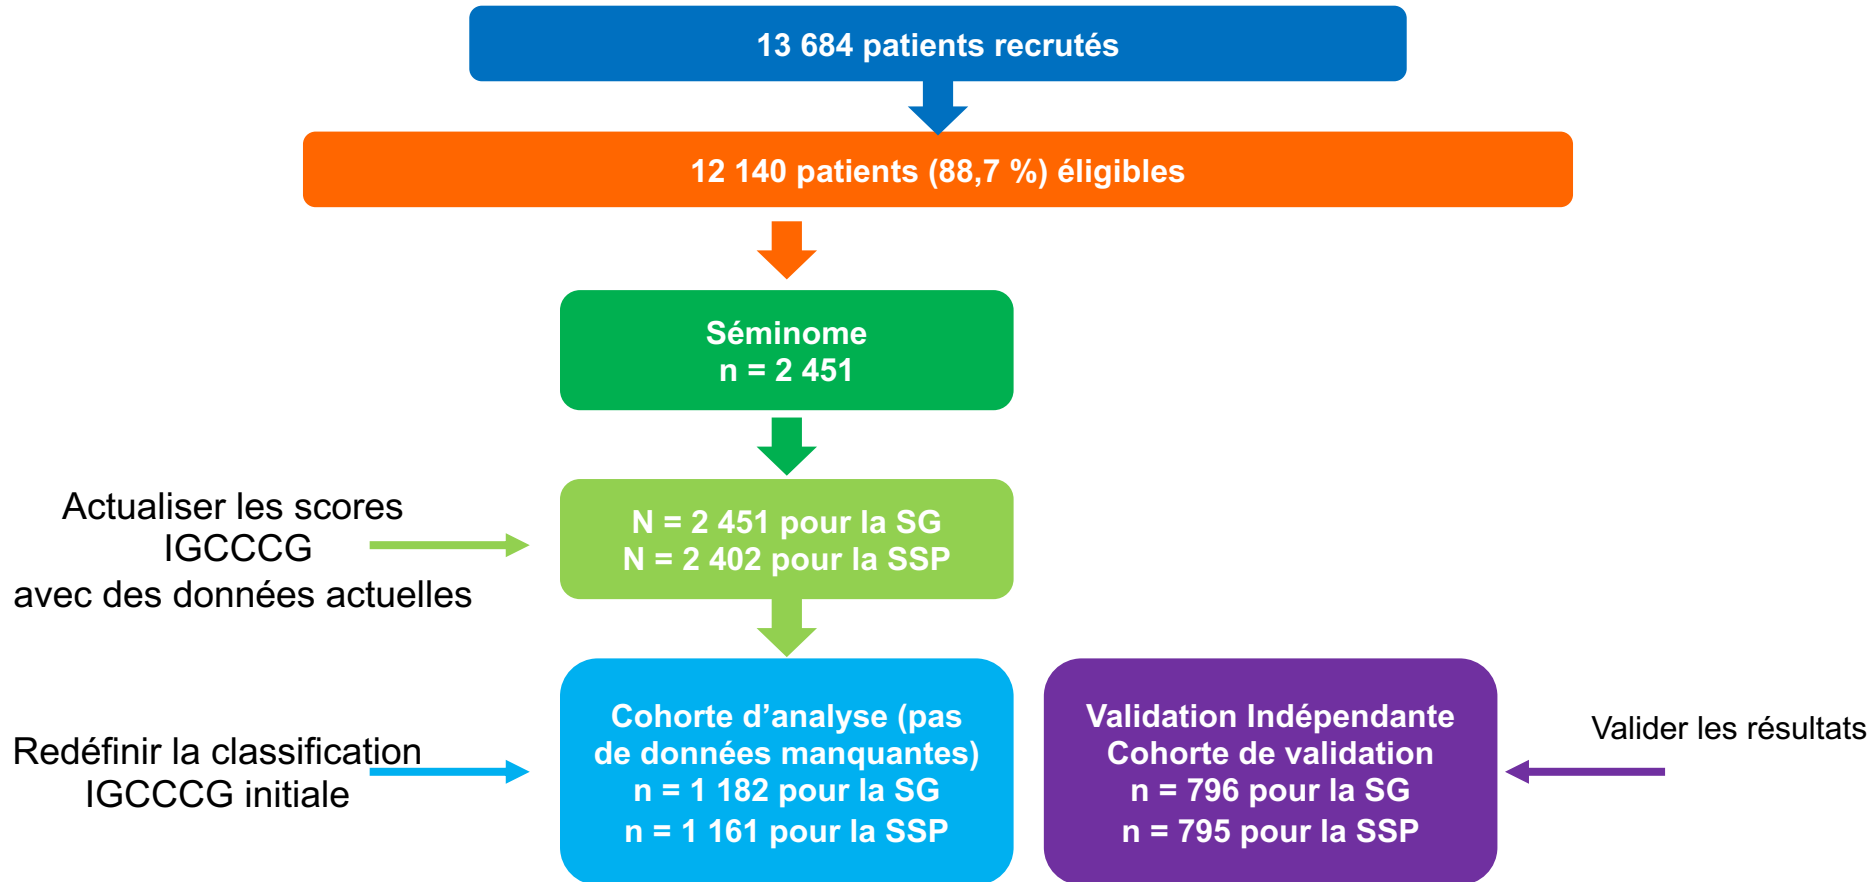 13 684 patients recrutés
12 140 patients (88,7 %) éligibles
Séminome
n = 2 451
Actualiser les scores
IGCCCG
avec des données actuelles
N = 2 451 pour la SG
N = 2 402 pour la SSP
Redéfinir la classification
IGCCCG initiale
Cohorte d’analyse (pas
de données manquantes)
n = 1 182 pour la SG
n = 1 161 pour la SSP
Validation Indépendante
Cohorte de validation
n = 796 pour la SG
n = 795 pour la SSP
Valider les résultats